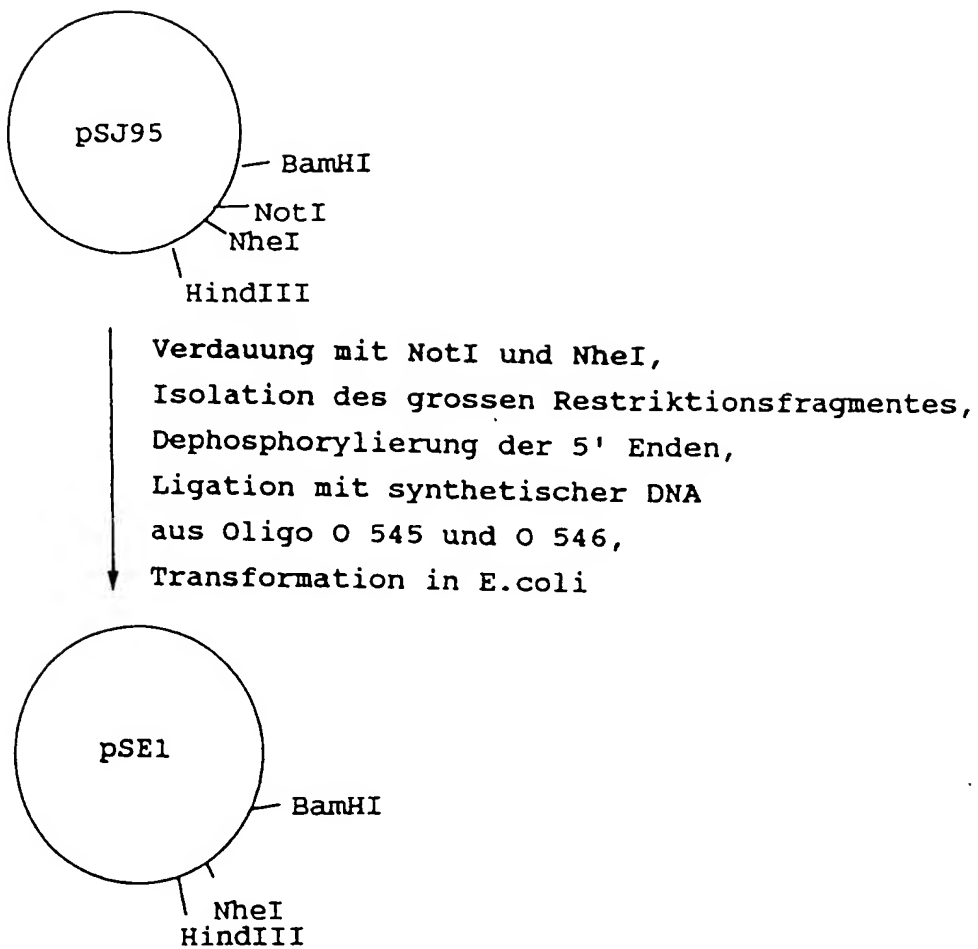 pSJ95
BamHI
NotI
NheI
HindIII
Verdauung mit NotI und NheI,
Isolation des grossen Restriktionsfragmentes,
Dephosphorylierung der 5' Enden,
Ligation mit synthetischer DNA
aus Oligo O 545 und O 546,
Transformation in E.coli
pSE1
BamHI
NheI
HindIII